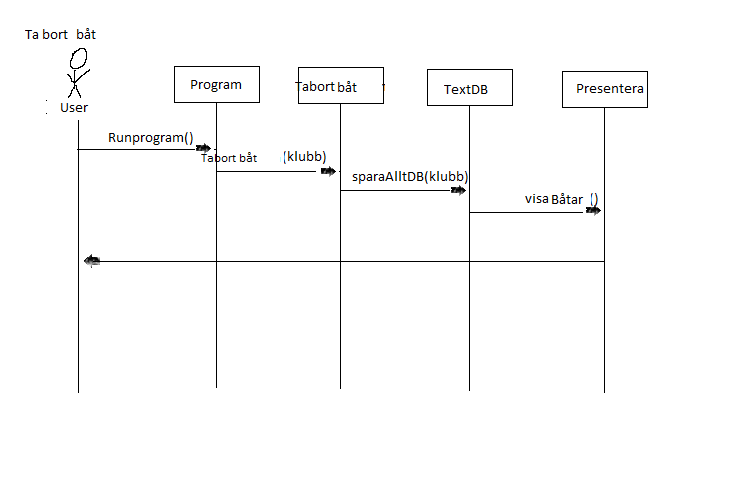 Ta bort båt
User
Program
Tabort båt
TextDB
Presentera
Runprogram()
Tabort båt (klubb)
sparaAlltDB(klubb)
visa Båtar ()